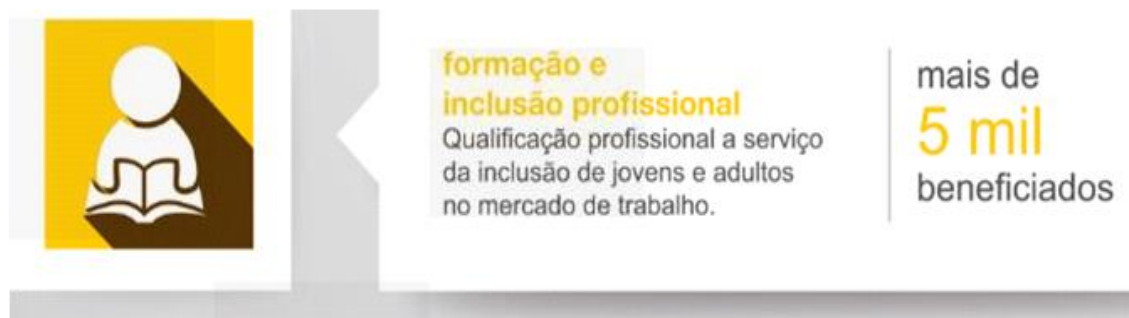 formação e
inclusão profissional
Qualificação profissional a serviço
da inclusão de jovens e adultos
no mercado de trabalho.
mais de
5 mil
beneficiados